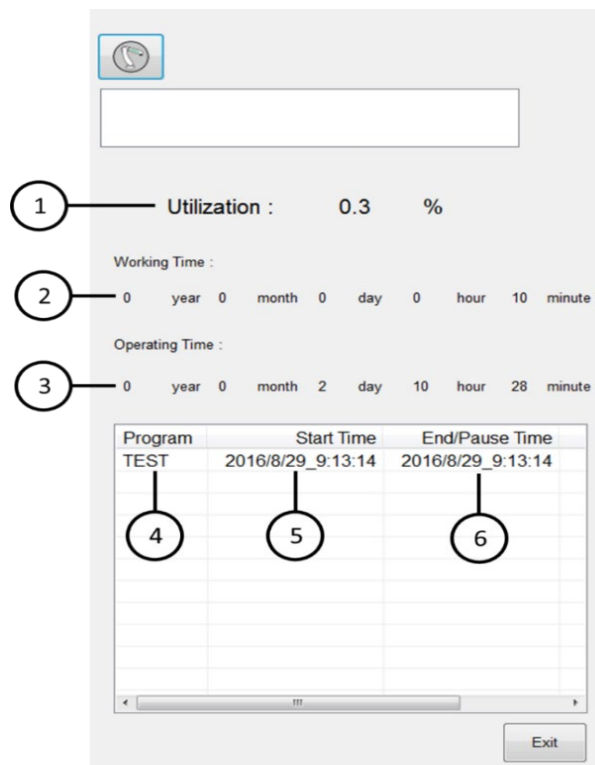 1 Utilization : 0.3 %
Working Time :
2 0 year 0 month 0 day 0 hour 10 minute
Operating Time :
3 0 year 0 month 2 day 10 hour 28 minute
Program Start Time End/Pause Time
TEST 2016/8/29_9:13:14 2016/8/29_9:13:14
4 5 6
Exit